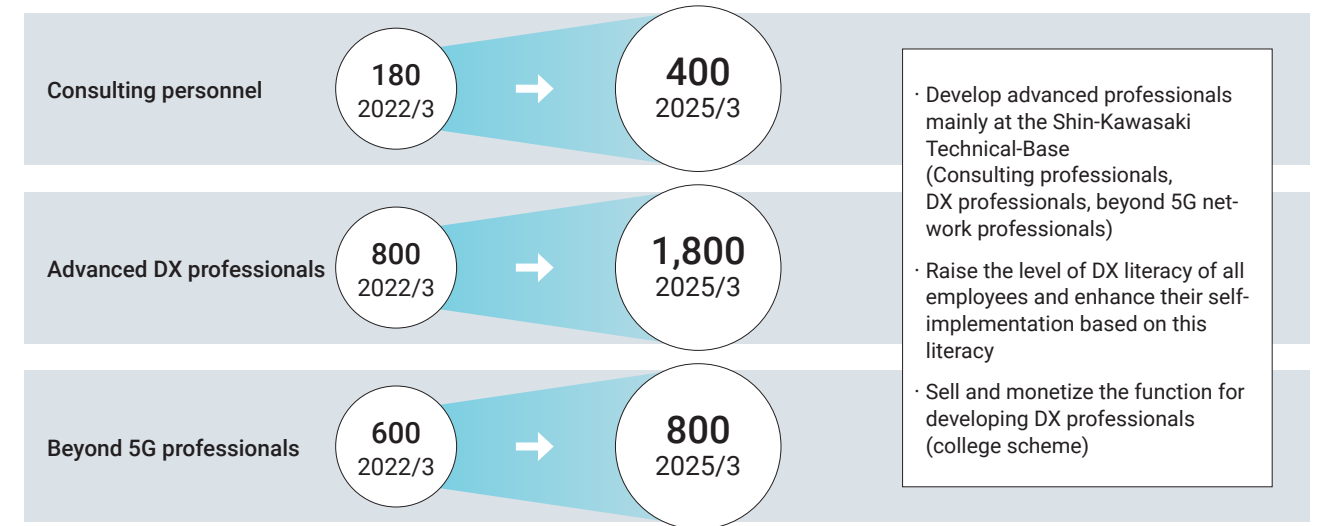 Consulting personnel
180
2022/3
400
2025/3
Advanced DX professionals
800
2022/3
1,800
2025/3
Beyond 5G professionals
600
2022/3
800
2025/3
· Develop advanced professionals
mainly at the Shin-Kawasaki
Technical-Base
(Consulting professionals,
DX professionals, beyond 5G net-
work professionals)
· Raise the level of DX literacy of all
employees and enhance their self-
implementation based on this
literacy
· Sell and monetize the function for
developing DX professionals
(college scheme)